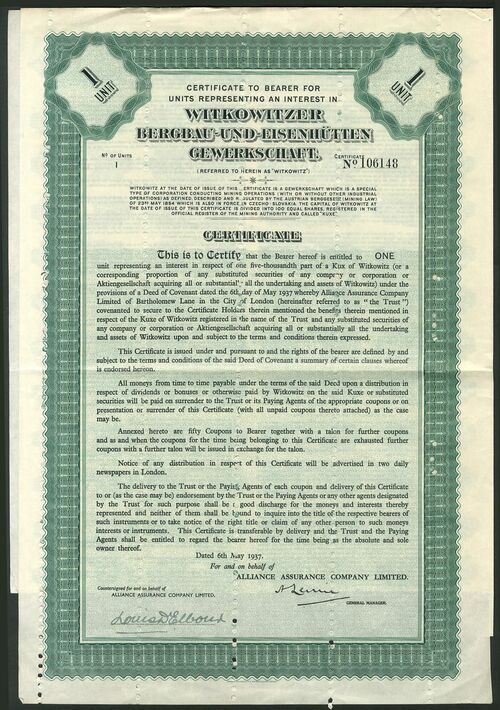 1 UNIT
1 UNIT
CERTIFICATE TO BEARER FOR
UNITS REPRESENTING AN INTEREST IN
WITKOWITZER
BERGBAU-UND-EISENHÜTTEN
GEWERKSCHAFT.
No OF UNITS
1
CERTIFICATE
No 106148
(REFERRED TO HEREIN AS "WITKOWITZ")
WITKOWITZ AT THE DATE OF ISSUE OF THIS CERTIFICATE IS A GEWERKSCHAFT WHICH IS A SPECIAL
TYPE OF CORPORATION CONDUCTING MINING OPERATIONS (WITH OR WITHOUT OTHER INDUSTRIAL
OPERATIONS) AS DEFINED, DESCRIBED AND R. JULATED BY THE AUSTRIAN BERGGESETZ (MINING LAW)
OF 23RD MAY 1854 WHICH IS ALSO IN FORCE IN CZECHO-SLOVAKIA. THE CAPITAL OF WITKOWITZ AT
THE DATE OF ISSUE OF THIS CERTIFICATE IS DIVIDED INTO 100 EQUAL SHARES, REGISTERED IN THE
OFFICIAL REGISTER OF THE MINING AUTHORITY AND CALLED "KUXE".
CERTIFICATE
This is to Certify that the Bearer hereof is entitled to ONE
unit representing an interest in respect of one five-thousandth part of a Kux of Witkowitz (or a
corresponding proportion of any substituted securities of any company or corporation or
Aktiengesellschaft acquiring all or substantially all the undertaking and assets of Witkowitz) under the
provisions of a Deed of Covenant dated the 6th day of May 1937 whereby Alliance Assurance Company
Limited of Bartholomew Lane in the City of London (hereinafter referred to as "the Trust")
covenanted to secure to the Certificate Holders herein mentioned the benefits therein mentioned in
respect of the Kuxe of Witkowitz registered in the name of the Trust and any substituted securities of
any company or corporation or Aktiengesellschaft acquiring all or substantially all the undertaking
and assets of Witkowitz upon and subject to the terms and conditions therein expressed.
This Certificate is issued under and pursuant to and the rights of the bearer are defined by and
subject to the terms and conditions of the said Deed of Covenant a summary of certain clauses whereof
is endorsed hereon.
All moneys from time to time payable under the terms of the said Deed upon a distribution in
respect of dividends or bonuses or otherwise paid by Witkowitz on the said Kuxe or substituted
securities will be paid on surrender to the Trust or its Paying Agents of the appropriate coupons or on
presentation or surrender of this Certificate (with all unpaid coupons thereto attached) as the case
may be.
Annexed hereto are fifty Coupons to Bearer together with a talon for further coupons
and as and when the coupons for the time being belonging to this Certificate are exhausted further
coupons with a further talon will be issued in exchange for the talon.
Notice of any distribution in respect of this Certificate will be advertised in two daily
newspapers in London.
The delivery to the Trust or the Paying Agents of each coupon and delivery of this Certificate
to or (as the case may be) endorsement by the Trust or the Paying Agents or any other agents designated
by the Trust for such purpose shall be a good discharge for the moneys and interests thereby
represented and neither of them shall be bound to inquire into the title of the respective bearers of
such instruments or to take notice of the right title or claim of any other person to such moneys
interests or instruments. This Certificate is transferable by delivery and the Trust and the Paying
Agents shall be entitled to regard the bearer hereof for the time being as the absolute and sole
owner thereof.
Dated 6th May 1937.
For and on behalf of
ALLIANCE ASSURANCE COMPANY LIMITED.
Countersigned for and on behalf of
ALLIANCE ASSURANCE COMPANY LIMITED.
GENERAL MANAGER.
Louis D'Elboux